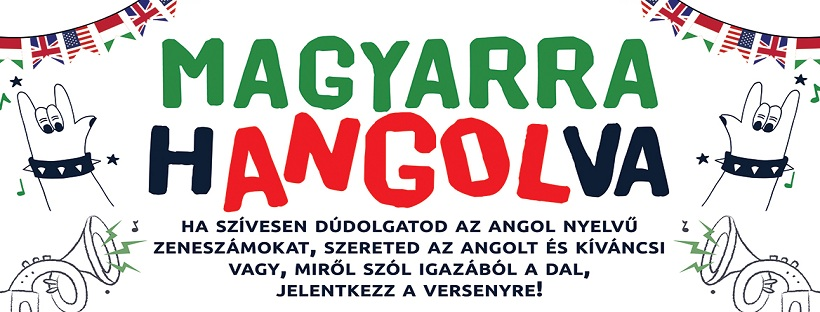 MAGYARRA
HANGOLVA
HA SZÍVESEN DÚDOLGATOD AZ ANGOL NYELVŰ
ZENESZÁMOKAT, SZERETED AZ ANGOLT ÉS KÍVÁNCSI
VAGY, MIRŐL SZÓL IGAZÁBÓL A DAL,
JELENTKEZZ A VERSENYRE!